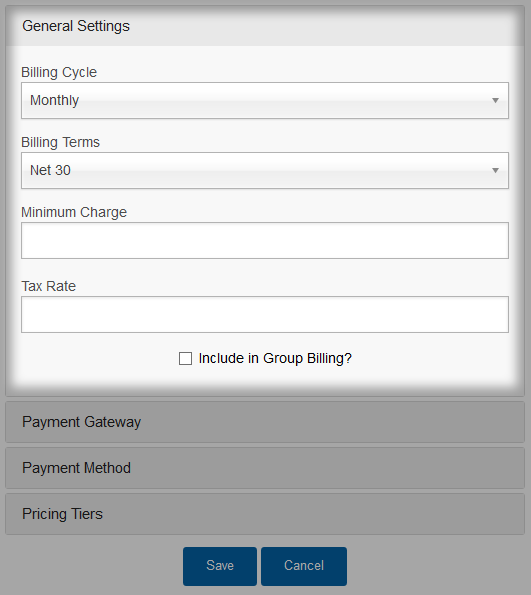 General Settings
Billing Cycle
Monthly
Billing Terms
Net 30
Minimum Charge
Tax Rate
Include in Group Billing?
Payment Gateway
Payment Method
Pricing Tiers
Save Cancel